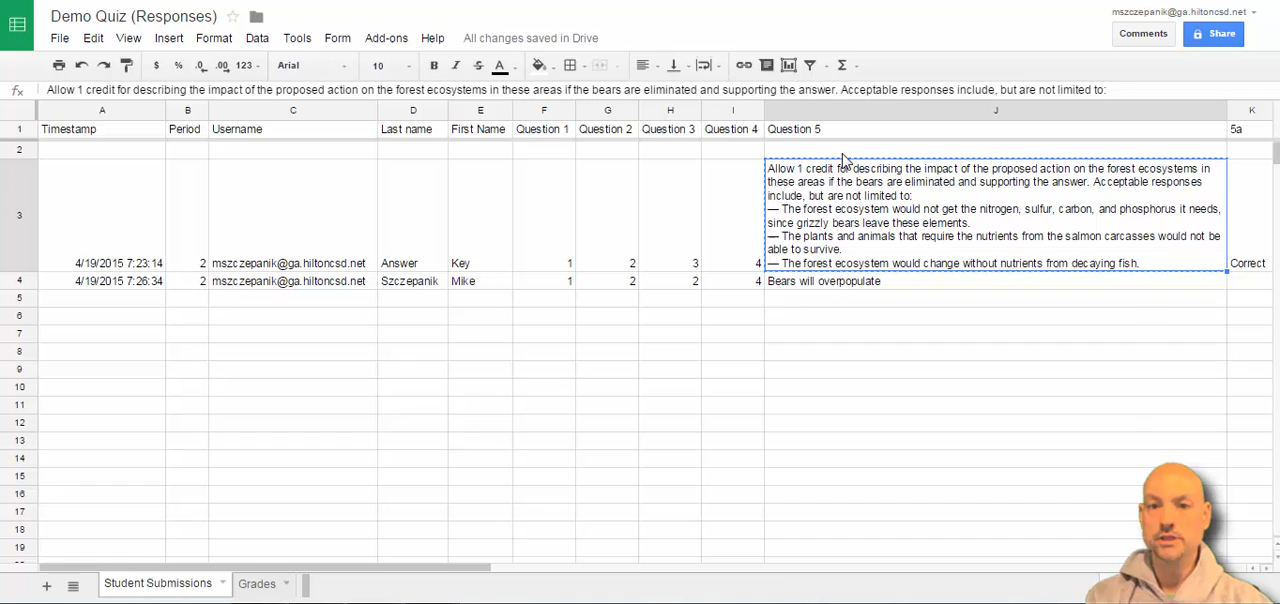 Demo Quiz (Responses)
mszczepanik@ga.hiltoncsd.net
File Edit View Insert Format Data Tools Form Add-ons Help All changes saved in Drive
Comments Share
$ % .0 .00 123 Arial 10 B I S A Σ
fx Allow 1 credit for describing the impact of the proposed action on the forest ecosystems in these areas if the bears are eliminated and supporting the answer. Acceptable responses include, but are not limited to:
A B C D E F G H I J K
1 Timestamp Period Username Last name First Name Question 1 Question 2 Question 3 Question 4 Question 5 5a
2
Allow 1 credit for describing the impact of the proposed action on the forest ecosystems in
these areas if the bears are eliminated and supporting the answer. Acceptable responses
include, but are not limited to:
— The forest ecosystem would not get the nitrogen, sulfur, carbon, and phosphorus it needs,
since grizzly bears leave these elements.
— The plants and animals that require the nutrients from the salmon carcasses would not be
able to survive.
3 4/19/2015 7:23:14 2 mszczepanik@ga.hiltoncsd.net Answer Key 1 2 3 4 — The forest ecosystem would change without nutrients from decaying fish. Correct
4 4/19/2015 7:26:34 2 mszczepanik@ga.hiltoncsd.net Szczepanik Mike 1 2 2 4 Bears will overpopulate
5
6
7
8
9
10
11
12
13
14
15
16
17
18
19
Student Submissions Grades